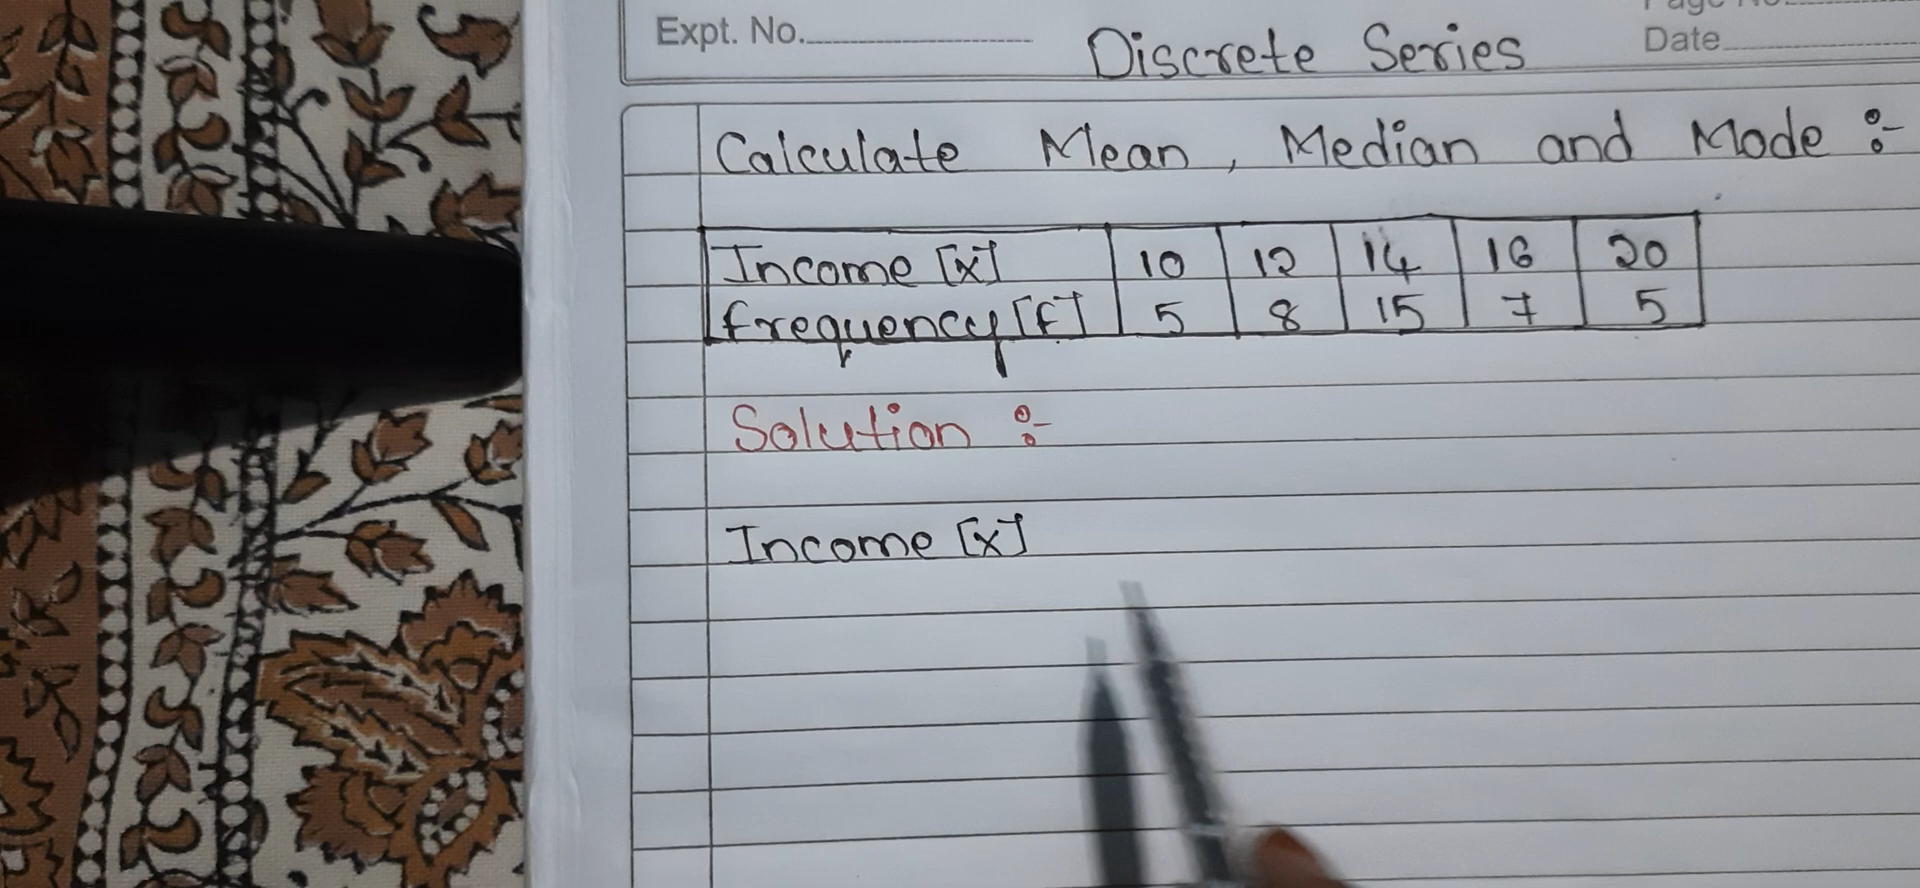 Expt. No.
Date
Discrete Series
Calculate Mean, Median and Mode :-
Income [x] 10 12 14 16 20
frequency [f] 5 8 15 7 5
Solution :-
Income [x]